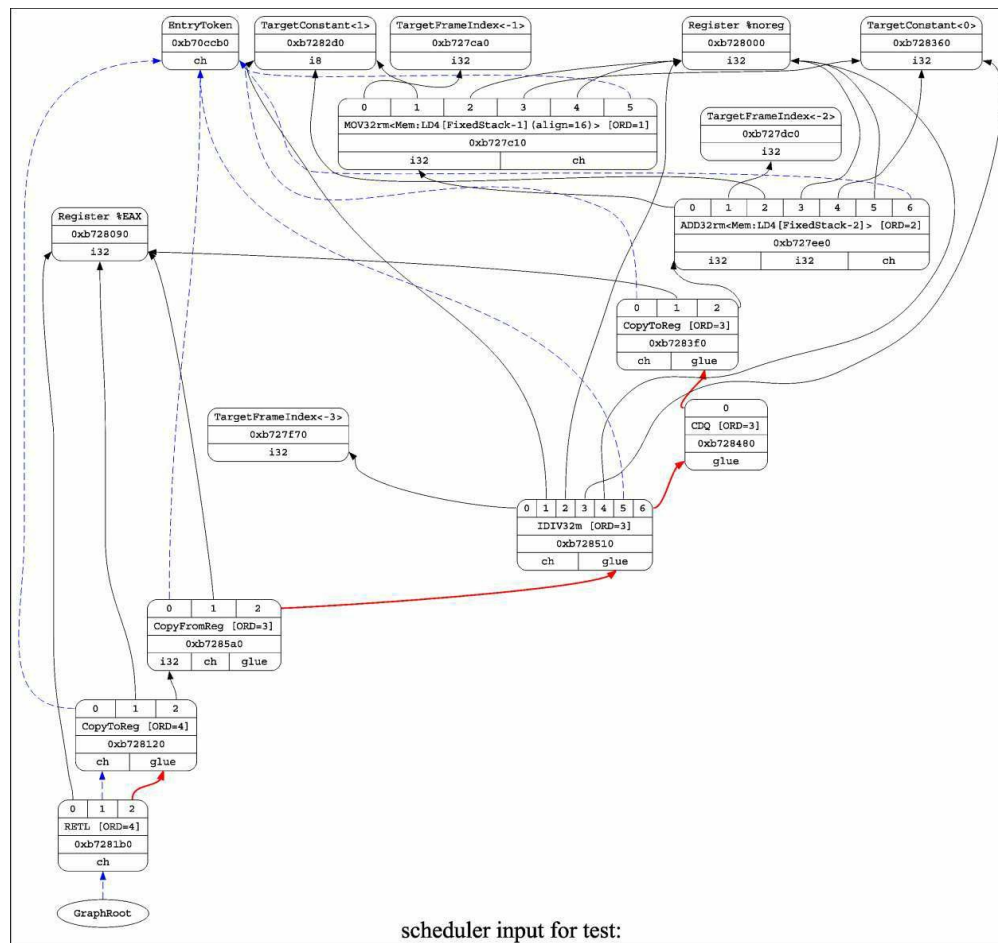 EntryToken
0xb70ccb0
ch
TargetConstant<1>
0xb7282d0
i8
TargetFrameIndex<-1>
0xb727ca0
i32
Register %noreg
0xb728000
i32
TargetConstant<0>
0xb728360
i32
0 1 2 3 4 5
MOV32rm<Mem:LD4[FixedStack-1](align=16)> [ORD=1]
0xb727c10
i32 ch
TargetFrameIndex<-2>
0xb727dc0
i32
0 1 2 3 4 5 6
ADD32rm<Mem:LD4[FixedStack-2]> [ORD=2]
0xb727ee0
i32 i32 ch
Register %EAX
0xb728090
i32
0 1 2
CopyToReg [ORD=3]
0xb7283f0
ch glue
0
CDQ [ORD=3]
0xb728480
glue
TargetFrameIndex<-3>
0xb727f70
i32
0 1 2 3 4 5 6
IDIV32m [ORD=3]
0xb728510
ch glue
0 1 2
CopyFromReg [ORD=3]
0xb7285a0
i32 ch glue
0 1 2
CopyToReg [ORD=4]
0xb728120
ch glue
0 1 2
RETL [ORD=4]
0xb7281b0
ch
GraphRoot
scheduler input for test: